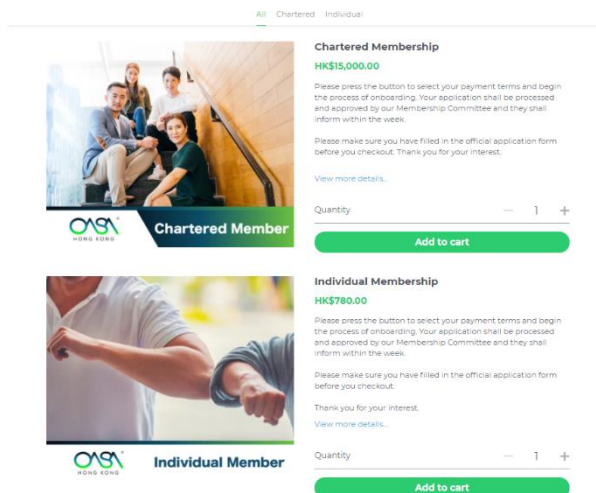 All Chartered Individual
Chartered Membership
HK$15,000.00
Please press the button to select your payment terms and begin
the process of onboarding. Your application shall be processed
and approved by our Membership Committee and they shall
inform within the week.
Please make sure you have filled in the official application form
before you checkout. Thank you for your interest.
View more details...
Quantity 1
Add to cart
OASA
HONG KONG
Chartered Member
Individual Membership
HK$780.00
Please press the button to select your payment terms and begin
the process of onboarding. Your application shall be processed
and approved by our Membership Committee and they shall
inform within the week.
Please make sure you have filled in the official application form
before you checkout.
Thank you for your interest.
View more details...
Quantity 1
Add to cart
OASA
HONG KONG
Individual Member